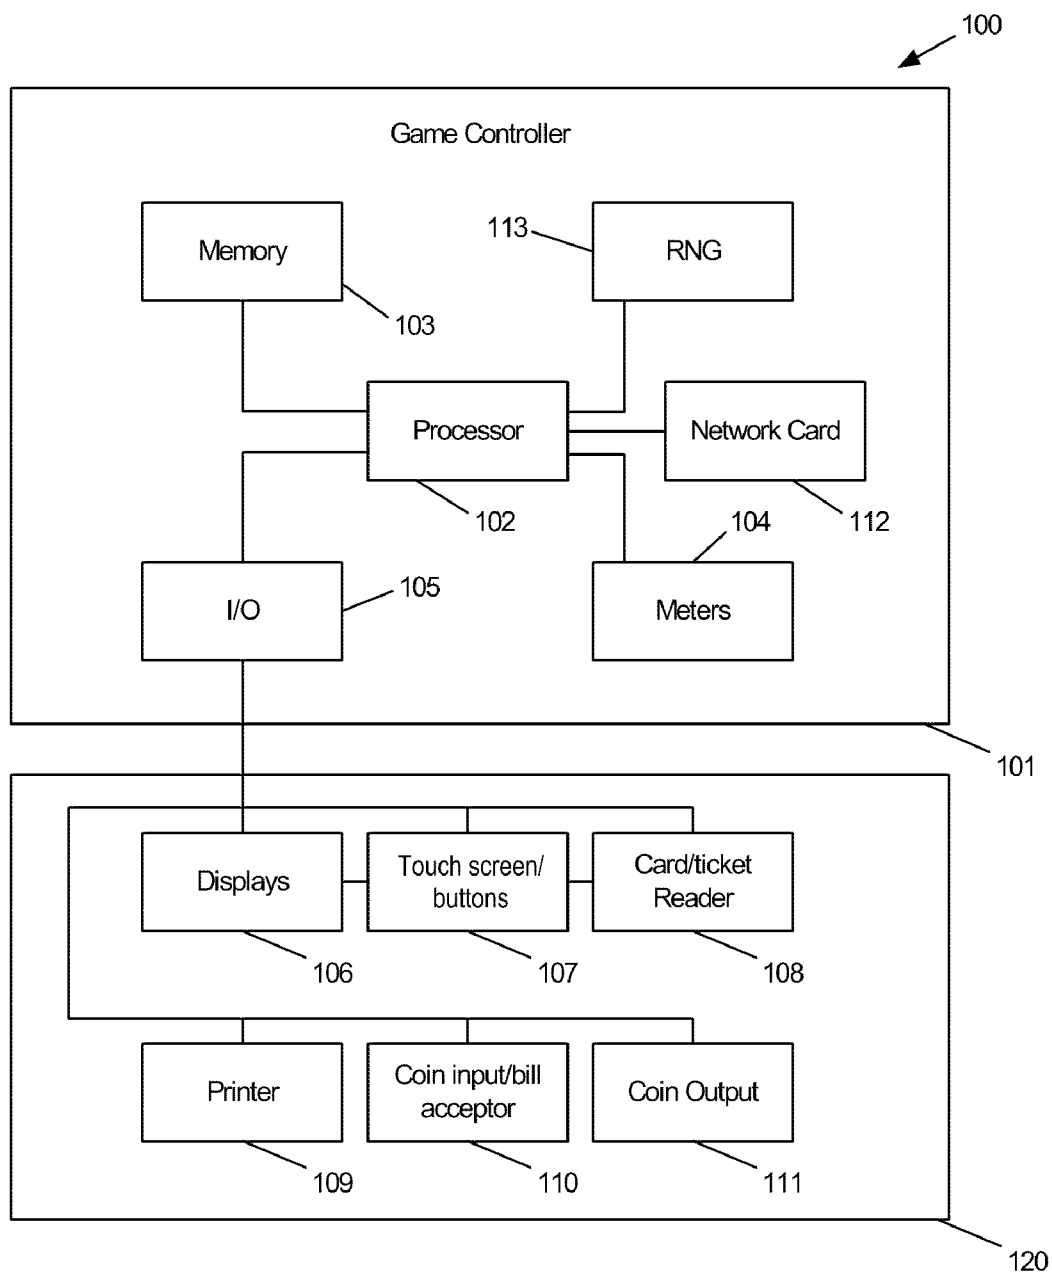 100
Game Controller
Memory
103
113
RNG
Processor
102
Network Card
112
I/O
105
104
Meters
101
Displays
106
Touch screen/
buttons
107
Card/ticket
Reader
108
Printer
109
Coin input/bill
acceptor
110
Coin Output
111
120